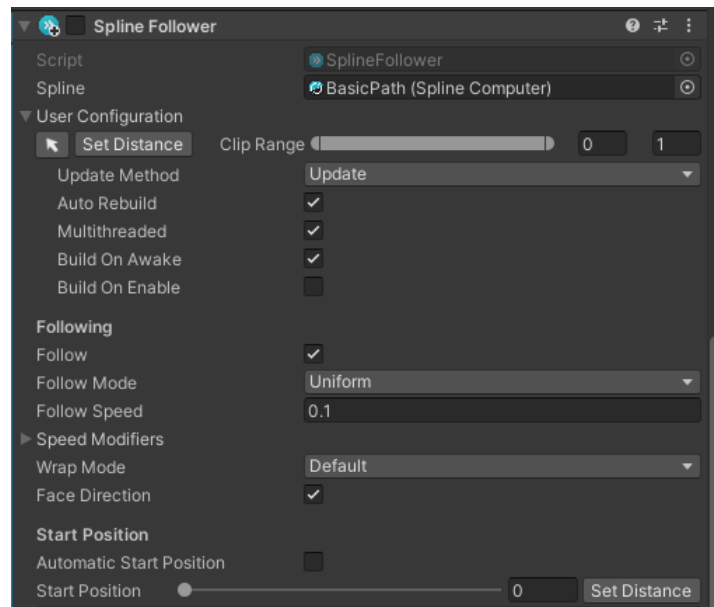 Spline Follower
Script SplineFollower
Spline BasicPath (Spline Computer)
User Configuration
Set Distance Clip Range 0 1
Update Method Update
Auto Rebuild
Multithreaded
Build On Awake
Build On Enable
Following
Follow
Follow Mode Uniform
Follow Speed 0.1
Speed Modifiers
Wrap Mode Default
Face Direction
Start Position
Automatic Start Position
Start Position 0 Set Distance